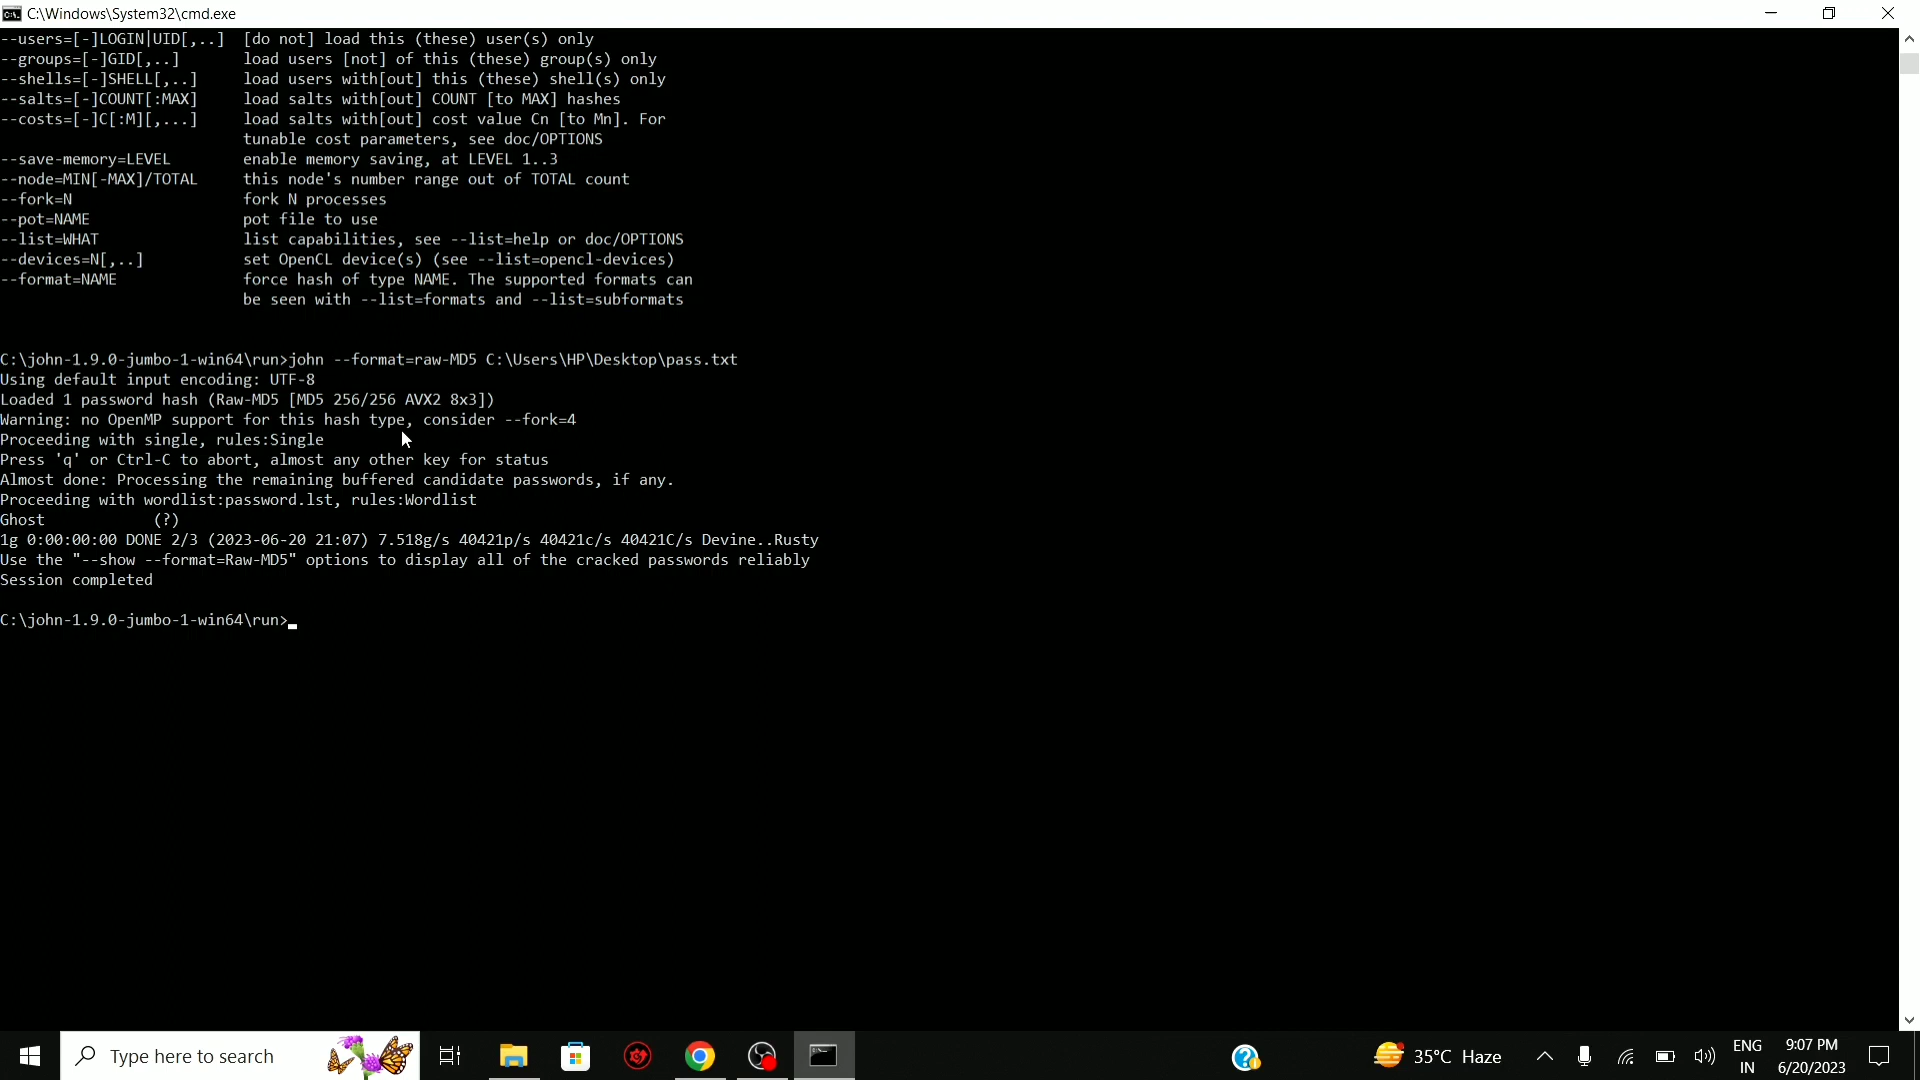 C:\Windows\System32\cmd.exe
--users=[-]LOGIN|UID[,..]  [do not] load this (these) user(s) only
--groups=[-]GID[,..]       load users [not] of this (these) group(s) only
--shells=[-]SHELL[,..]     load users with[out] this (these) shell(s) only
--salts=[-]COUNT[:MAX]     load salts with[out] COUNT [to MAX] hashes
--costs=[-]C[:M][,...]     load salts with[out] cost value Cn [to Mn]. For
                           tunable cost parameters, see doc/OPTIONS
--save-memory=LEVEL        enable memory saving, at LEVEL 1..3
--node=MIN[-MAX]/TOTAL     this node's number range out of TOTAL count
--fork=N                   fork N processes
--pot=NAME                 pot file to use
--list=WHAT                list capabilities, see --list=help or doc/OPTIONS
--devices=N[,..]           set OpenCL device(s) (see --list=opencl-devices)
--format=NAME              force hash of type NAME. The supported formats can
                           be seen with --list=formats and --list=subformats
C:\john-1.9.0-jumbo-1-win64\run>john --format=raw-MD5 C:\Users\HP\Desktop\pass.txt
Using default input encoding: UTF-8
Loaded 1 password hash (Raw-MD5 [MD5 256/256 AVX2 8x3])
Warning: no OpenMP support for this hash type, consider --fork=4
Proceeding with single, rules:Single
Press 'q' or Ctrl-C to abort, almost any other key for status
Almost done: Processing the remaining buffered candidate passwords, if any.
Proceeding with wordlist:password.lst, rules:Wordlist
Ghost            (?)
1g 0:00:00:00 DONE 2/3 (2023-06-20 21:07) 7.518g/s 40421p/s 40421c/s 40421C/s Devine..Rusty
Use the "--show --format=Raw-MD5" options to display all of the cracked passwords reliably
Session completed
C:\john-1.9.0-jumbo-1-win64\run>
Type here to search
35°C Haze
ENG
IN
9:07 PM
6/20/2023